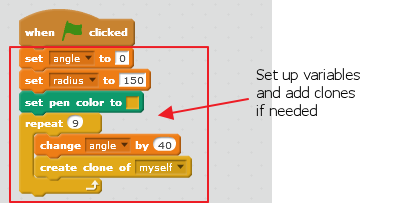 when clicked
set angle to 0
set radius to 150
set pen color to
repeat 9
change angle by 40
create clone of myself
Set up variables
and add clones
if needed